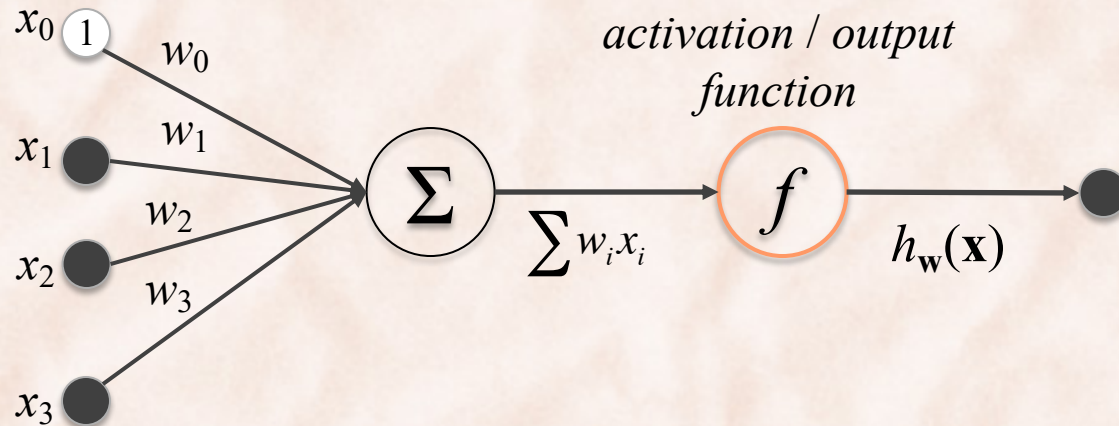 x₀ 1
w₀
activation / output
function
x₁
w₁
Σ
f
w₂
∑wᵢxᵢ
h𝐰(𝐱)
x₂
w₃
x₃